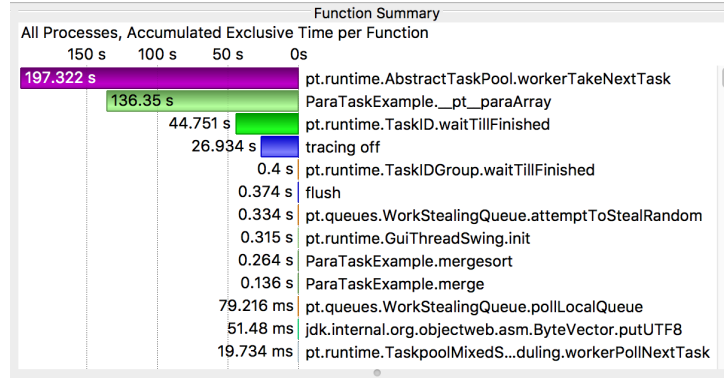 Function Summary
All Processes, Accumulated Exclusive Time per Function
150 s 100 s 50 s 0s
197.322 s pt.runtime.AbstractTaskPool.workerTakeNextTask
136.35 s ParaTaskExample.__pt__paraArray
44.751 s pt.runtime.TaskID.waitTillFinished
26.934 s tracing off
0.4 s pt.runtime.TaskIDGroup.waitTillFinished
0.374 s flush
0.334 s pt.queues.WorkStealingQueue.attemptToStealRandom
0.315 s pt.runtime.GuiThreadSwing.init
0.264 s ParaTaskExample.mergesort
0.136 s ParaTaskExample.merge
79.216 ms pt.queues.WorkStealingQueue.pollLocalQueue
51.48 ms jdk.internal.org.objectweb.asm.ByteVector.putUTF8
19.734 ms pt.runtime.TaskpoolMixedS...duling.workerPollNextTask